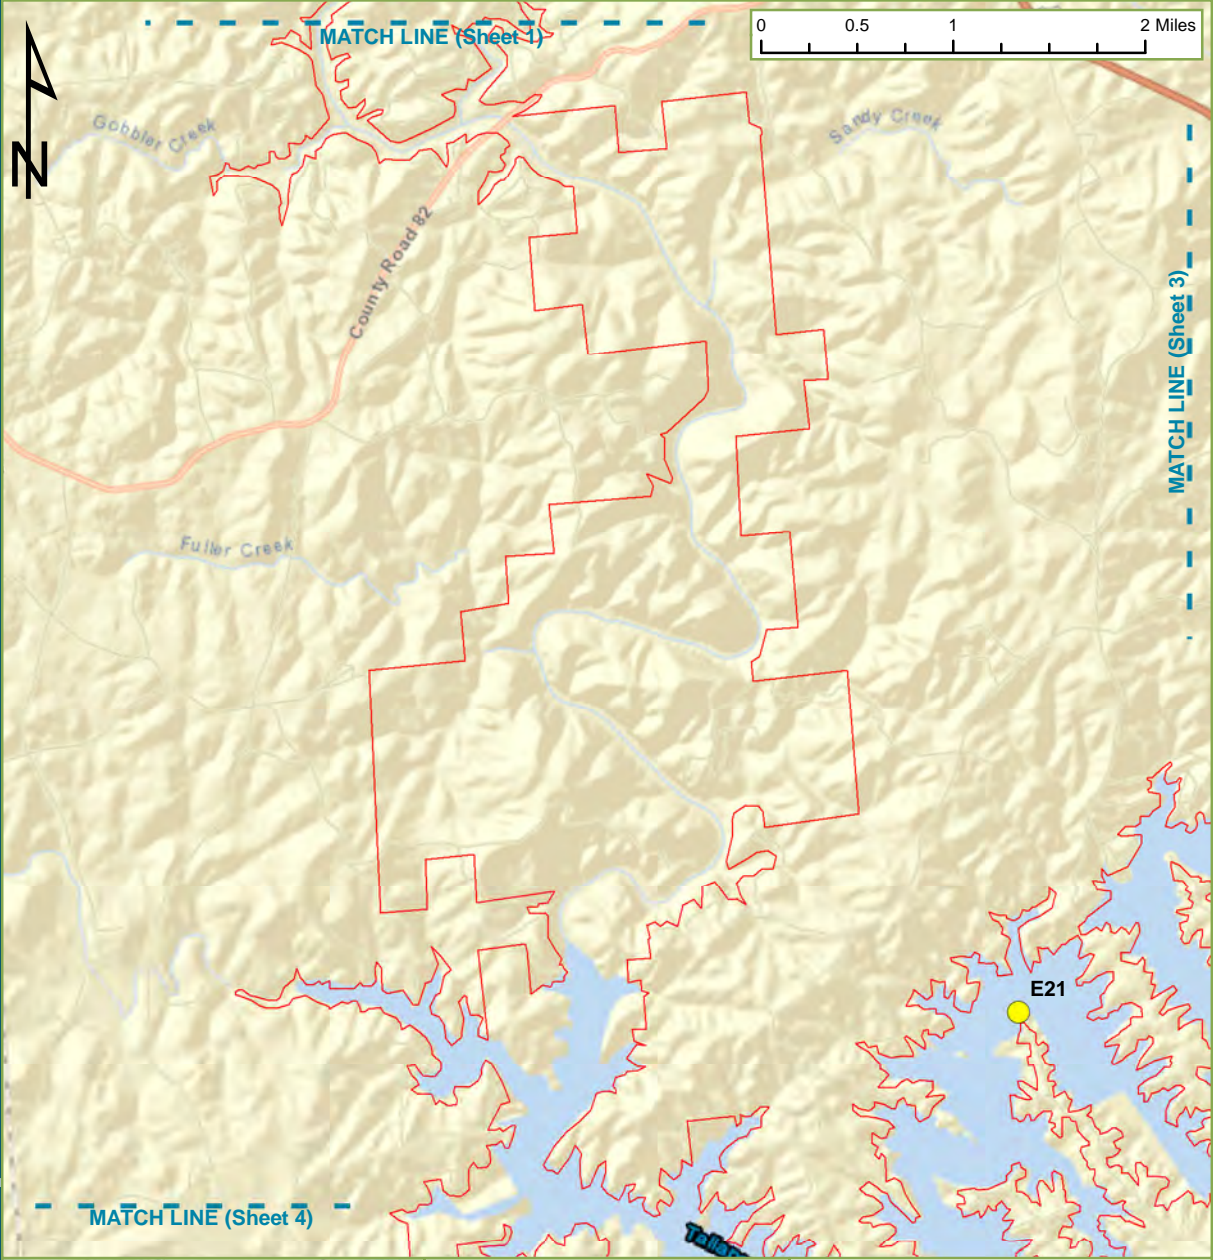 MATCH LINE (Sheet 1)
0 0.5 1 2 Miles
N
Gobbler Creek
Sandy Creek
County Road 82
MATCH LINE (Sheet 3)
Fuller Creek
E21
MATCH LINE (Sheet 4)